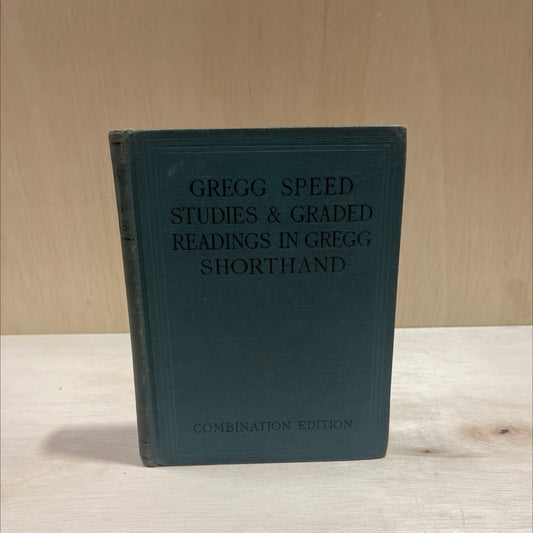 GREGG SPEED
STUDIES & GRADED
READINGS IN GREGG
SHORTHAND
COMBINATION EDITION